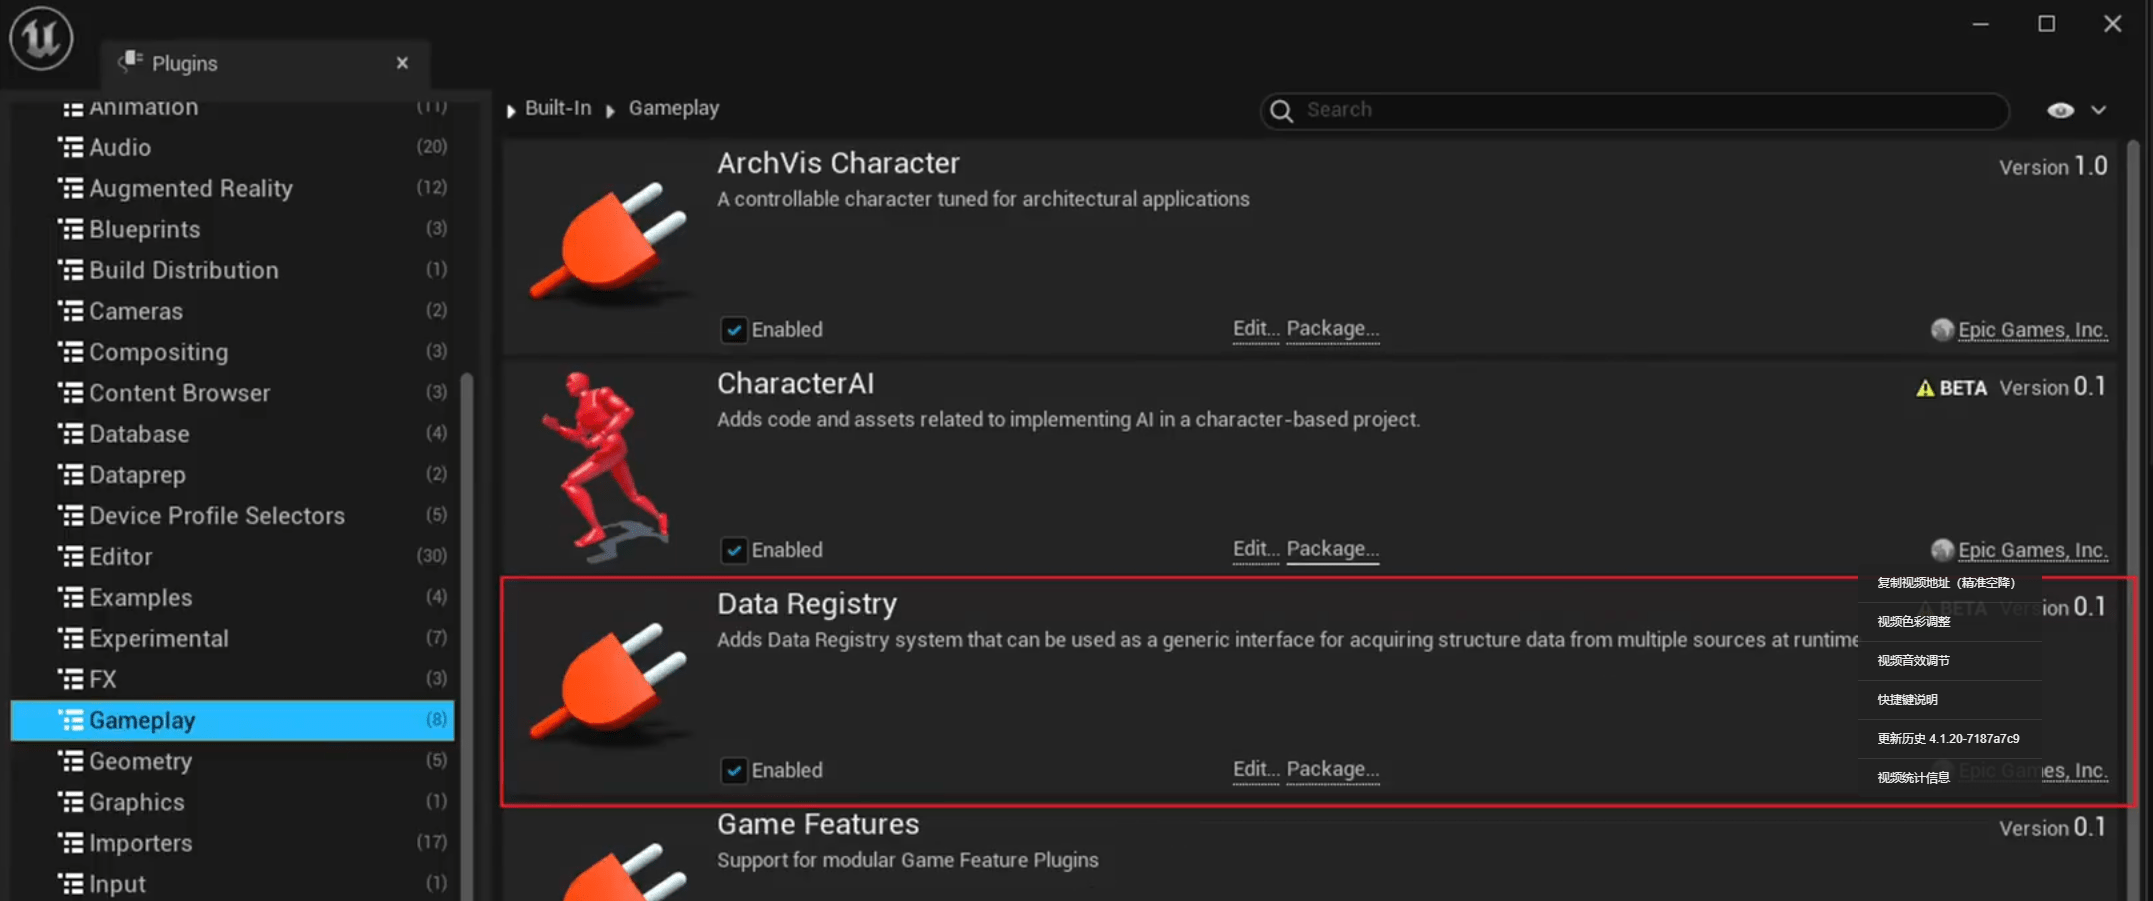 Plugins
Animation (11)
Audio (20)
Augmented Reality (12)
Blueprints (3)
Build Distribution (1)
Cameras (2)
Compositing (3)
Content Browser (3)
Database (4)
Dataprep (2)
Device Profile Selectors (5)
Editor (30)
Examples (4)
Experimental (7)
FX (3)
Gameplay (8)
Geometry (5)
Graphics (1)
Importers (17)
Input (1)
Built-In Gameplay
Search
ArchVis Character
Version 1.0
A controllable character tuned for architectural applications
Enabled
Edit... Package...
Epic Games, Inc.
CharacterAI
BETA Version 0.1
Adds code and assets related to implementing AI in a character-based project.
Enabled
Edit... Package...
Epic Games, Inc.
Data Registry
BETA Version 0.1
Adds Data Registry system that can be used as a generic interface for acquiring structure data from multiple sources at runtime
Enabled
Edit... Package...
Epic Games, Inc.
复制视频地址（精准空降）
视频色彩调整
视频音效调节
快捷键说明
更新历史 4.1.20-7187a7c9
视频统计信息
Game Features
Version 0.1
Support for modular Game Feature Plugins